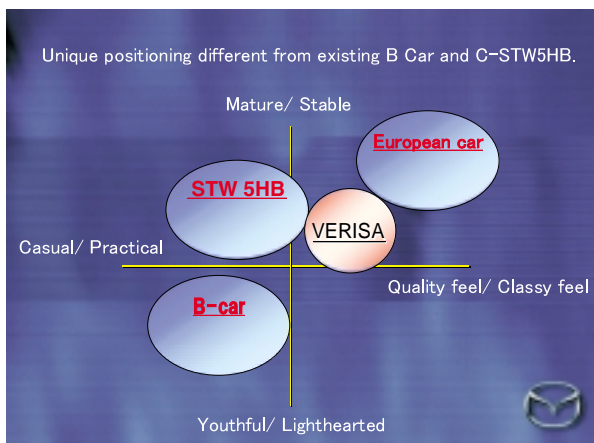 Unique positioning different from existing B Car and C-STW5HB.
Mature/ Stable
European car
STW 5HB
VERISA
Casual/ Practical
Quality feel/ Classy feel
B-car
Youthful/ Lighthearted